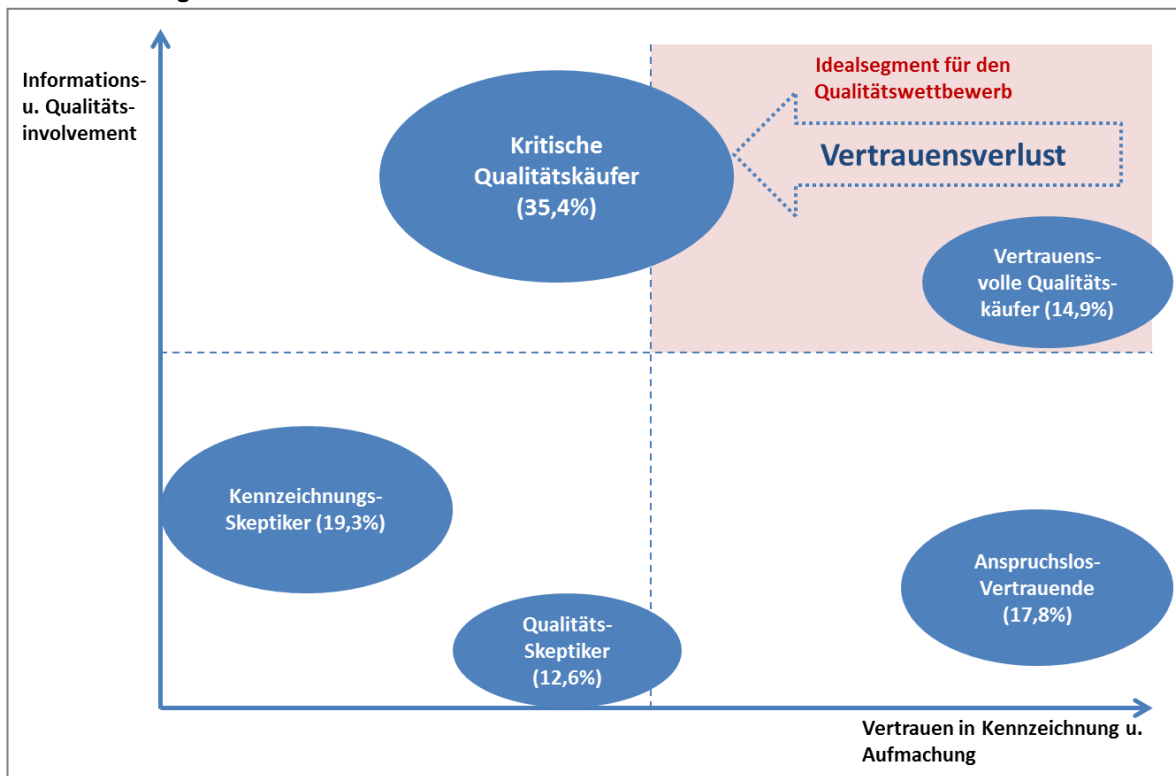 Informations-
u. Qualitäts-
involvement
Idealsegment für den
Qualitätswettbewerb
Vertrauensverlust
Kritische
Qualitätskäufer
(35,4%)
Vertrauens-
volle Qualitäts-
käufer (14,9%)
Kennzeichnungs-
Skeptiker (19,3%)
Qualitäts-
Skeptiker
(12,6%)
Anspruchslos-
Vertrauende
(17,8%)
Vertrauen in Kennzeichnung u.
Aufmachung